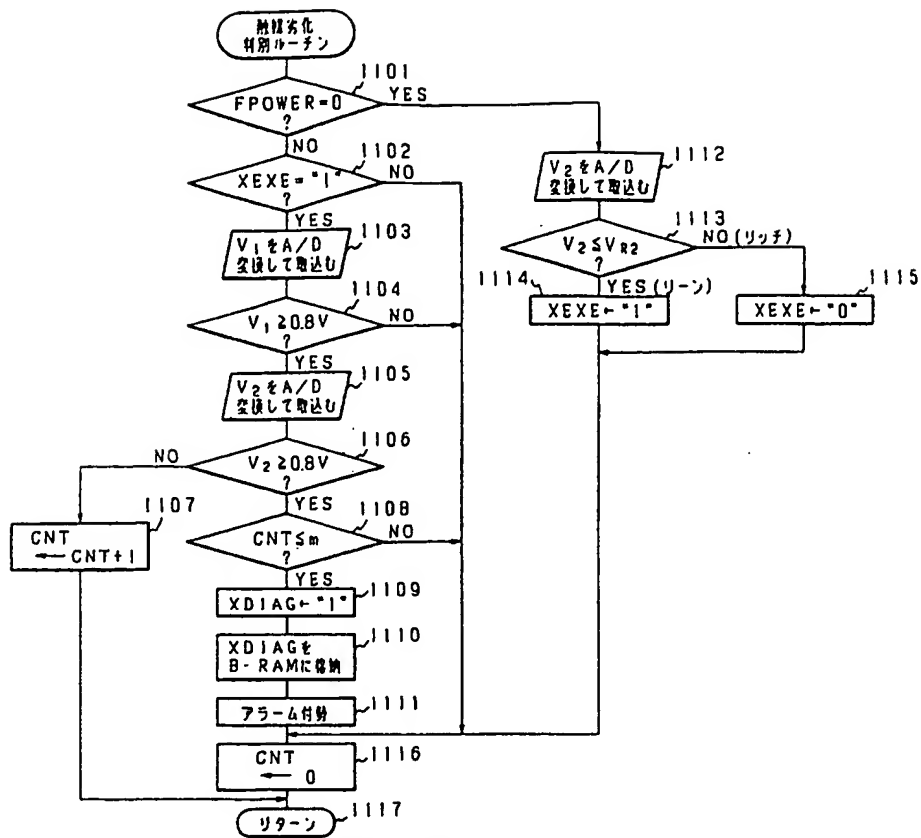 触媒劣化
判別ルーチン
1101
FPOWER=0
?
YES
NO
1102
XEXE="1"
?
NO
YES
1103
V1をA/D
変換して取込む
1104
V1≥0.8V
?
NO
YES
1105
V2をA/D
変換して取込む
1106
V2≥0.8V
?
NO
YES
1107
CNT
←CNT+1
1108
CNT≤m
?
NO
YES
1109
XDIAG←"1"
1110
XDIAGを
B-RAMに格納
1111
アラーム付勢
1112
V2をA/D
変換して取込む
1113
V2≤VR2
?
NO(リッチ)
YES(リーン)
1114
XEXE←"1"
1115
XEXE←"0"
1116
CNT
←0
1117
リターン